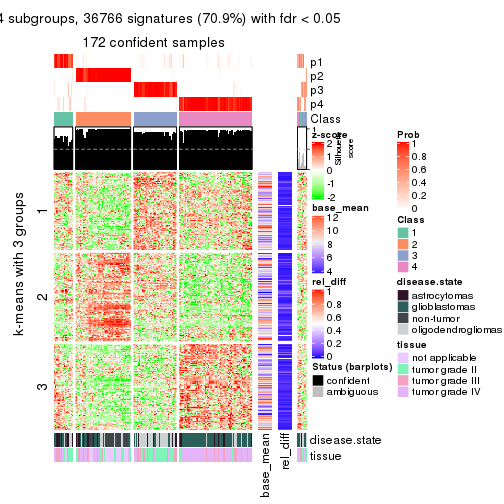 4 subgroups, 36766 signatures (70.9%) with fdr < 0.05
172 confident samples
p1
p2
p3
p4
Class
1
Silhouette
score
k-means with 3 groups
1
2
3
base_mean
rel_diff
disease.state
tissue
z-score
2
1
0
-1
-2
base_mean
12
10
8
6
4
rel_diff
1
0.8
0.6
0.4
0.2
0
Status (barplots)
confident
ambiguous
Prob
1
0.8
0.6
0.4
0.2
0
Class
1
2
3
4
disease.state
astrocytomas
glioblastomas
non-tumor
oligodendrogliomas
tissue
not applicable
tumor grade II
tumor grade III
tumor grade IV